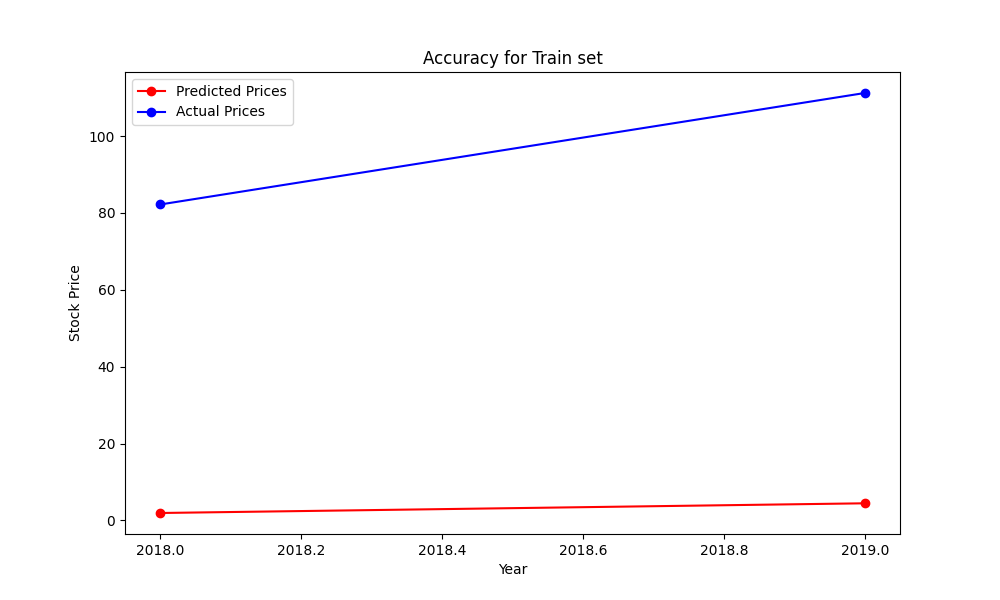 Accuracy for Train set
Predicted Prices
Actual Prices
100
80
60
40
20
0
Stock Price
2018.0 2018.2 2018.4 2018.6 2018.8 2019.0
Year